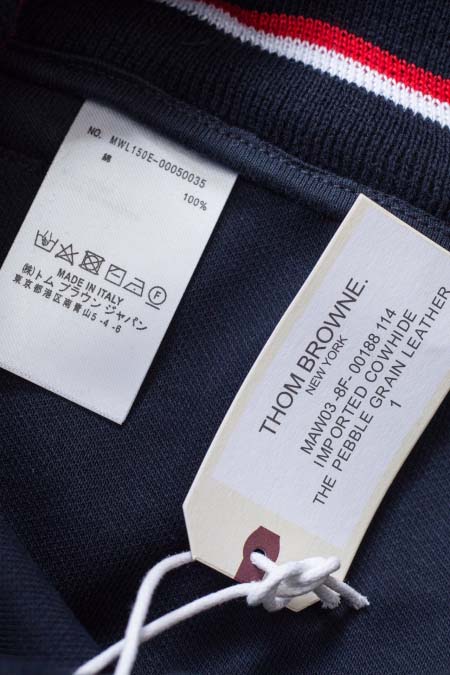 NO. MWL150E-00050035
綿 100%
MADE IN ITALY
(株)トム ブラウン ジャパン
東京都港区南青山5-4-6
THOM BROWNE.
NEW YORK
MAW03-8F-00188 114
IMPORTED COWHIDE
THE PEBBLE GRAIN LEATHER
1